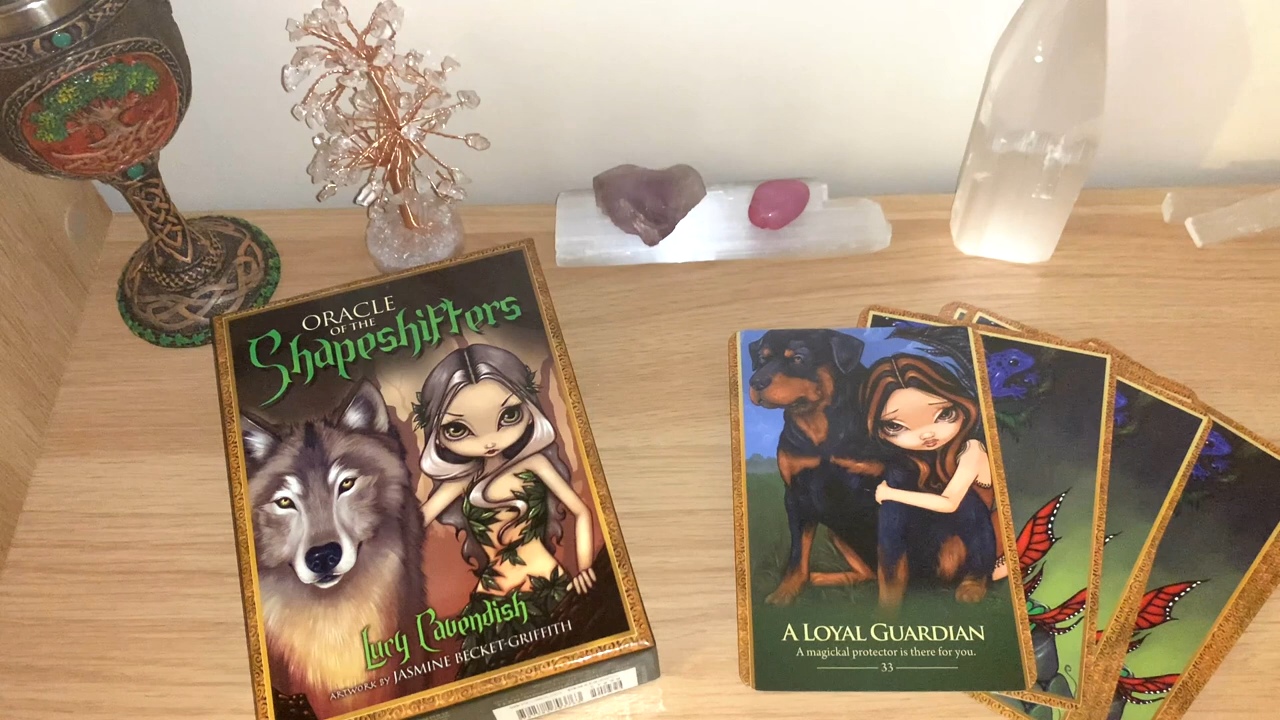 ORACLE
OF THE
Shapeshifters
Lucy Cavendish
ARTWORK BY JASMINE BECKET-GRIFFITH
A LOYAL GUARDIAN
A magickal protector is there for you.
33